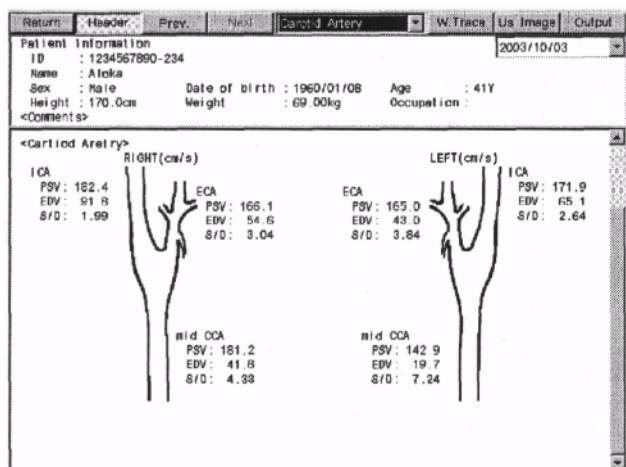 Return Header Prev. Next Carotid Artery W.Trace Us Image Output
Patient Information
2003/10/03
ID : 1234567890-234
Name : Aloka
Sex : Male Date of birth : 1960/01/08 Age : 41Y
Height : 170.0cm Weight : 69.00kg Occupation :
<Comments>
<Cartiod Aretry>
RIGHT(cm/s) LEFT(cm/s)
ICA
PSV: 182.4
EDV: 91.8
S/D: 1.99
ECA
PSV: 166.1
EDV: 54.6
S/D: 3.04
ECA
PSV: 165.0
EDV: 43.0
S/D: 3.84
ICA
PSV: 171.9
EDV: 65.1
S/D: 2.64
mid CCA
PSV: 181.2
EDV: 41.8
S/D: 4.33
mid CCA
PSV: 142.9
EDV: 19.7
S/D: 7.24